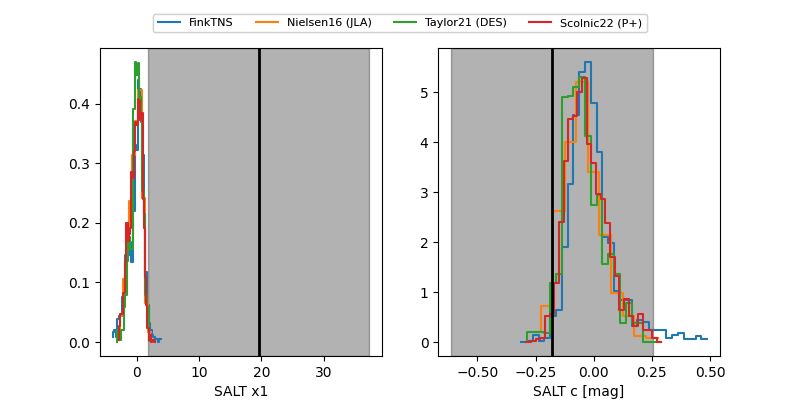 FinkTNS Nielsen16 (JLA) Taylor21 (DES) Scolnic22 (P+)
0.4
0.3
0.2
0.1
0.0
0 10 20 30
SALT x1
5
4
3
2
1
0
−0.50 −0.25 0.00 0.25 0.50
SALT c [mag]